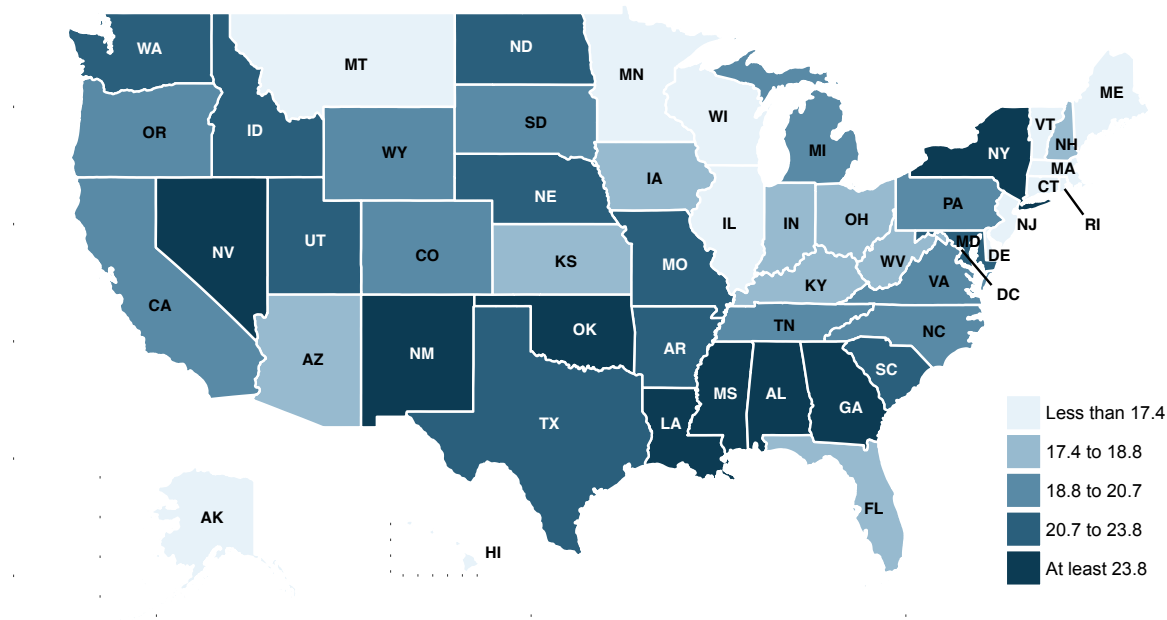 WA
ND
MT
MN
ME
OR
ID
SD
WI
VT
NY
NH
WY
MI
MA
IA
CT
NE
PA
RI
NV
UT
CO
KS
MO
IL
IN
OH
NJ
MD
DE
WV
DC
KY
VA
CA
AZ
NM
OK
AR
TN
NC
SC
TX
LA
MS
AL
GA
FL
AK
HI
Less than 17.4
17.4 to 18.8
18.8 to 20.7
20.7 to 23.8
At least 23.8